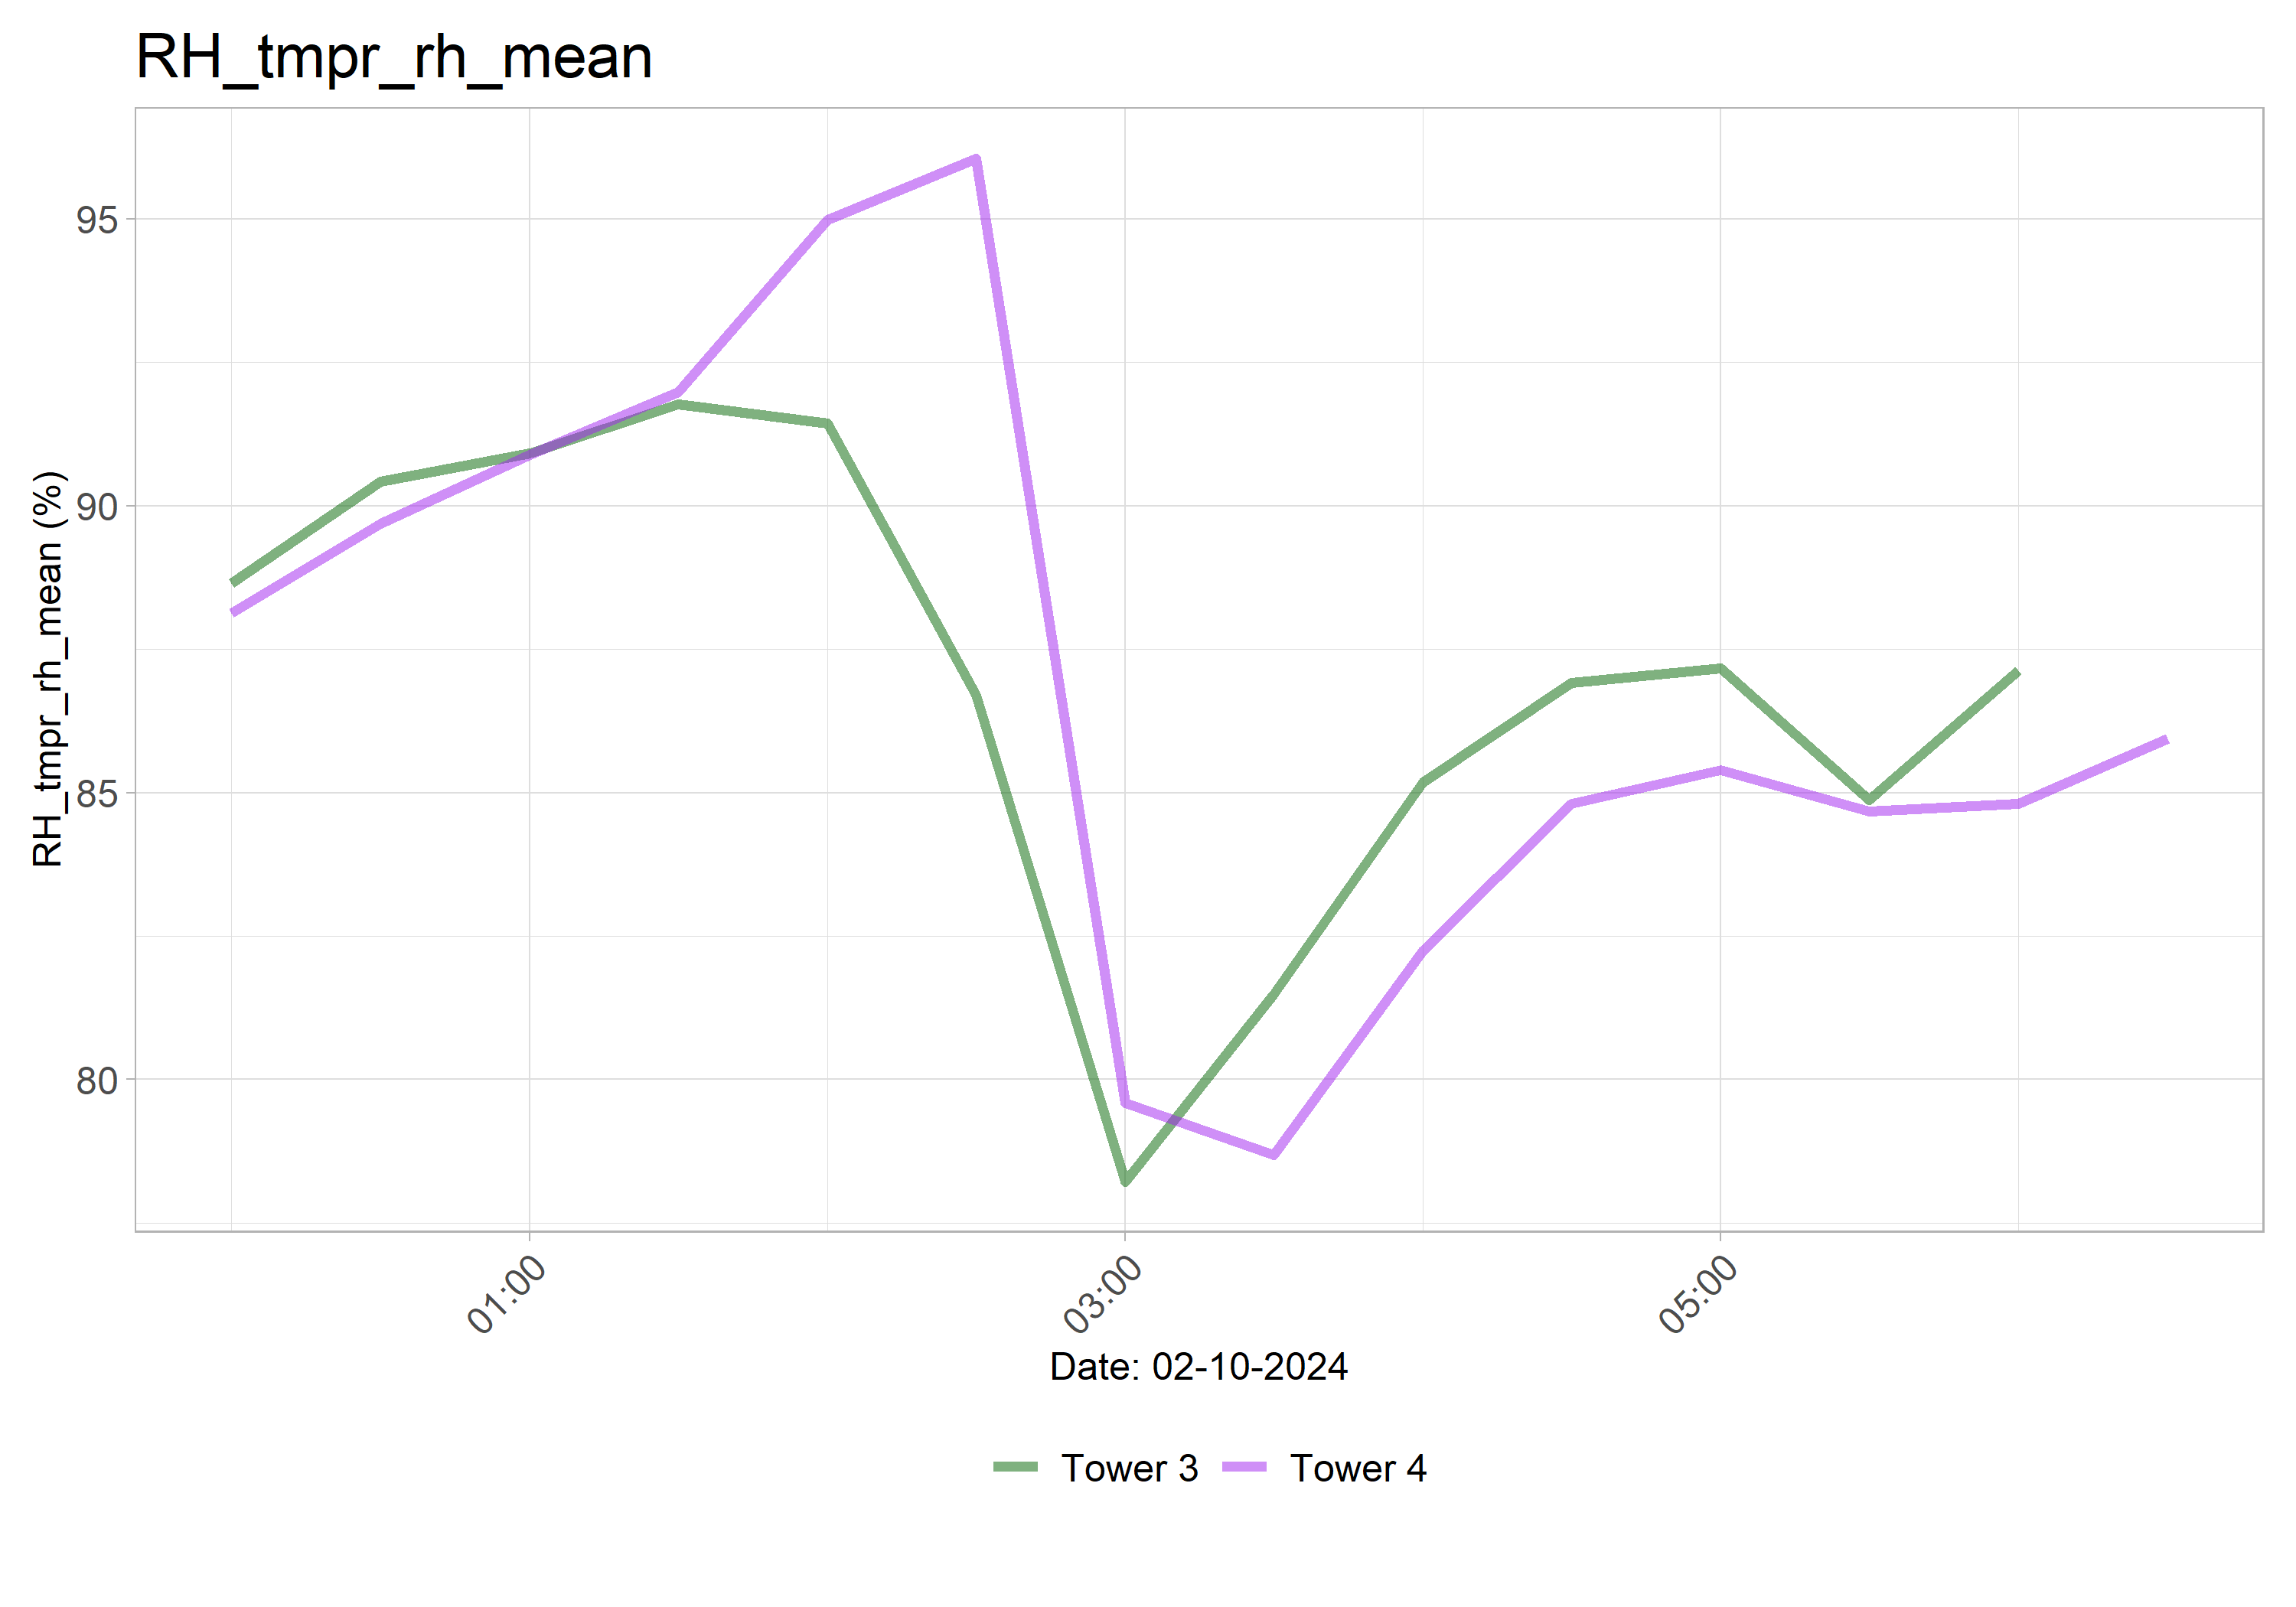 RH_tmpr_rh_mean
RH_tmpr_rh_mean (%)
95
90
85
80
01:00
03:00
05:00
Date: 02-10-2024
Tower 3
Tower 4